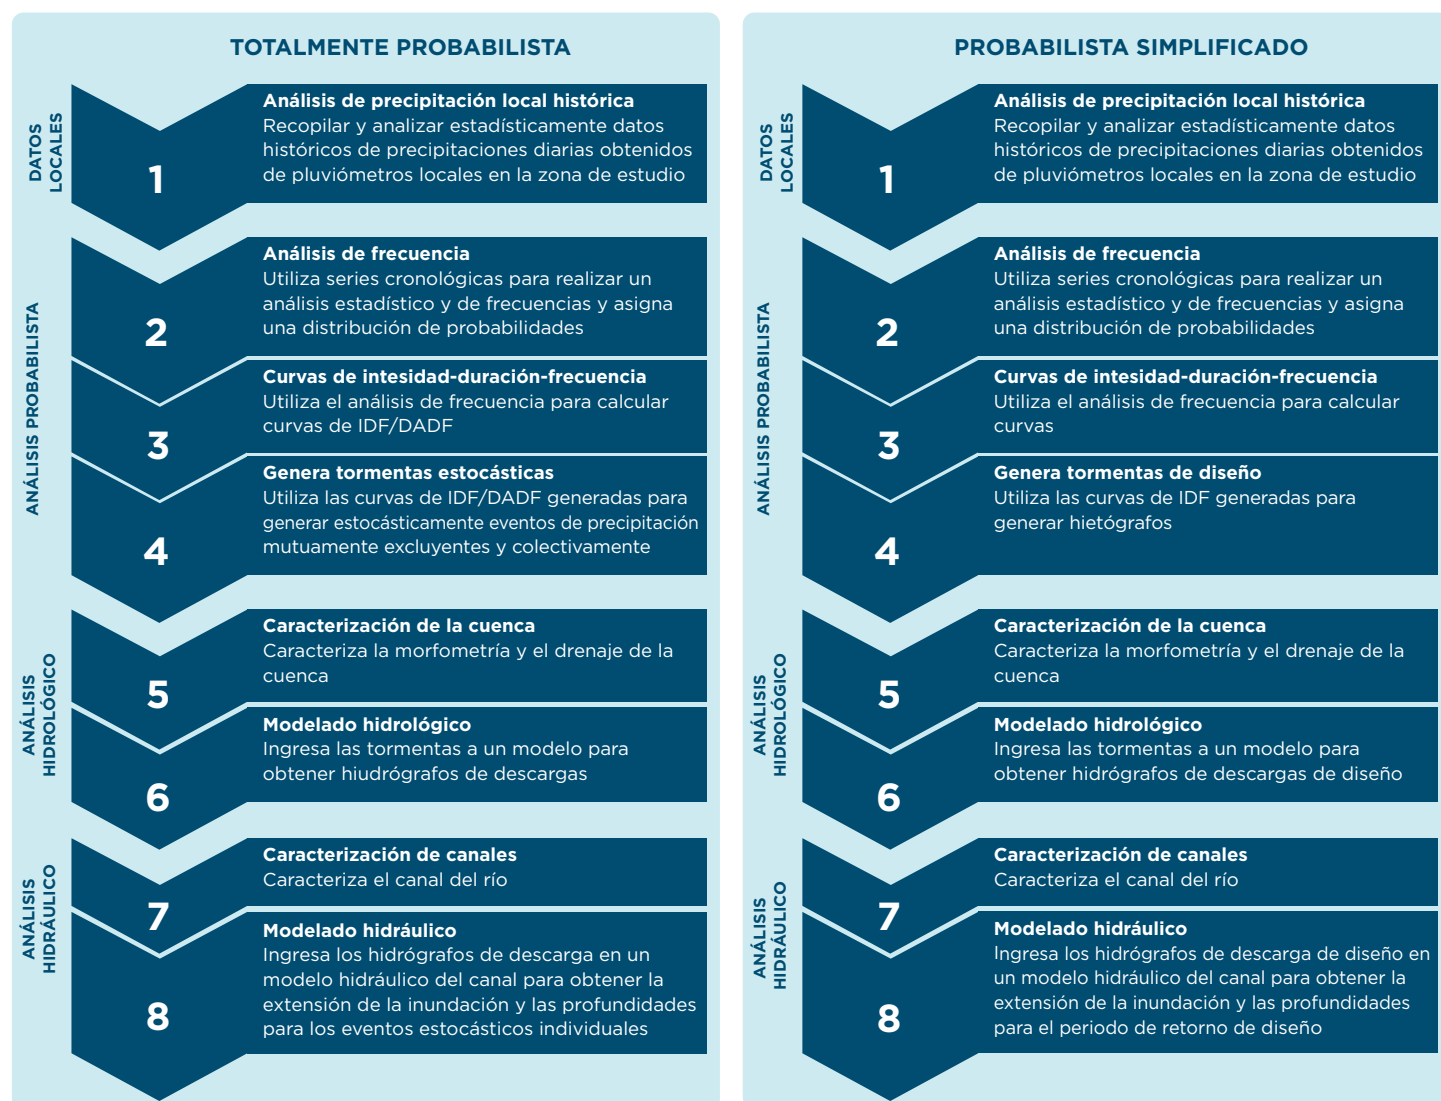 TOTALMENTE PROBABILISTA
DATOS
LOCALES
1
Análisis de precipitación local histórica
Recopilar y analizar estadísticamente datos
históricos de precipitaciones diarias obtenidos
de pluviómetros locales en la zona de estudio
ANÁLISIS PROBABILISTA
2
Análisis de frecuencia
Utiliza series cronológicas para realizar un
análisis estadístico y de frecuencias y asigna
una distribución de probabilidades
3
Curvas de intesidad-duración-frecuencia
Utiliza el análisis de frecuencia para calcular
curvas de IDF/DADF
4
Genera tormentas estocásticas
Utiliza las curvas de IDF/DADF generadas para
generar estocásticamente eventos de precipitación
mutuamente excluyentes y colectivamente
ANÁLISIS
HIDROLÓGICO
5
Caracterización de la cuenca
Caracteriza la morfometría y el drenaje de la
cuenca
6
Modelado hidrológico
Ingresa las tormentas a un modelo para
obtener hiudrógrafos de descargas
ANÁLISIS
HIDRÁULICO
7
Caracterización de canales
Caracteriza el canal del río
8
Modelado hidráulico
Ingresa los hidrógrafos de descarga en un
modelo hidráulico del canal para obtener la
extensión de la inundación y las profundidades
para los eventos estocásticos individuales
PROBABILISTA SIMPLIFICADO
DATOS
LOCALES
1
Análisis de precipitación local histórica
Recopilar y analizar estadísticamente datos
históricos de precipitaciones diarias obtenidos
de pluviómetros locales en la zona de estudio
ANÁLISIS PROBABILISTA
2
Análisis de frecuencia
Utiliza series cronológicas para realizar un
análisis estadístico y de frecuencias y asigna
una distribución de probabilidades
3
Curvas de intesidad-duración-frecuencia
Utiliza el análisis de frecuencia para calcular
curvas
4
Genera tormentas de diseño
Utiliza las curvas de IDF generadas para
generar hietógrafos
ANÁLISIS
HIDROLÓGICO
5
Caracterización de la cuenca
Caracteriza la morfometría y el drenaje de la
cuenca
6
Modelado hidrológico
Ingresa las tormentas a un modelo para
obtener hidrógrafos de descargas de diseño
ANÁLISIS
HIDRÁULICO
7
Caracterización de canales
Caracteriza el canal del río
8
Modelado hidráulico
Ingresa los hidrógrafos de descarga de diseño en
un modelo hidráulico del canal para obtener la
extensión de la inundación y las profundidades
para el periodo de retorno de diseño